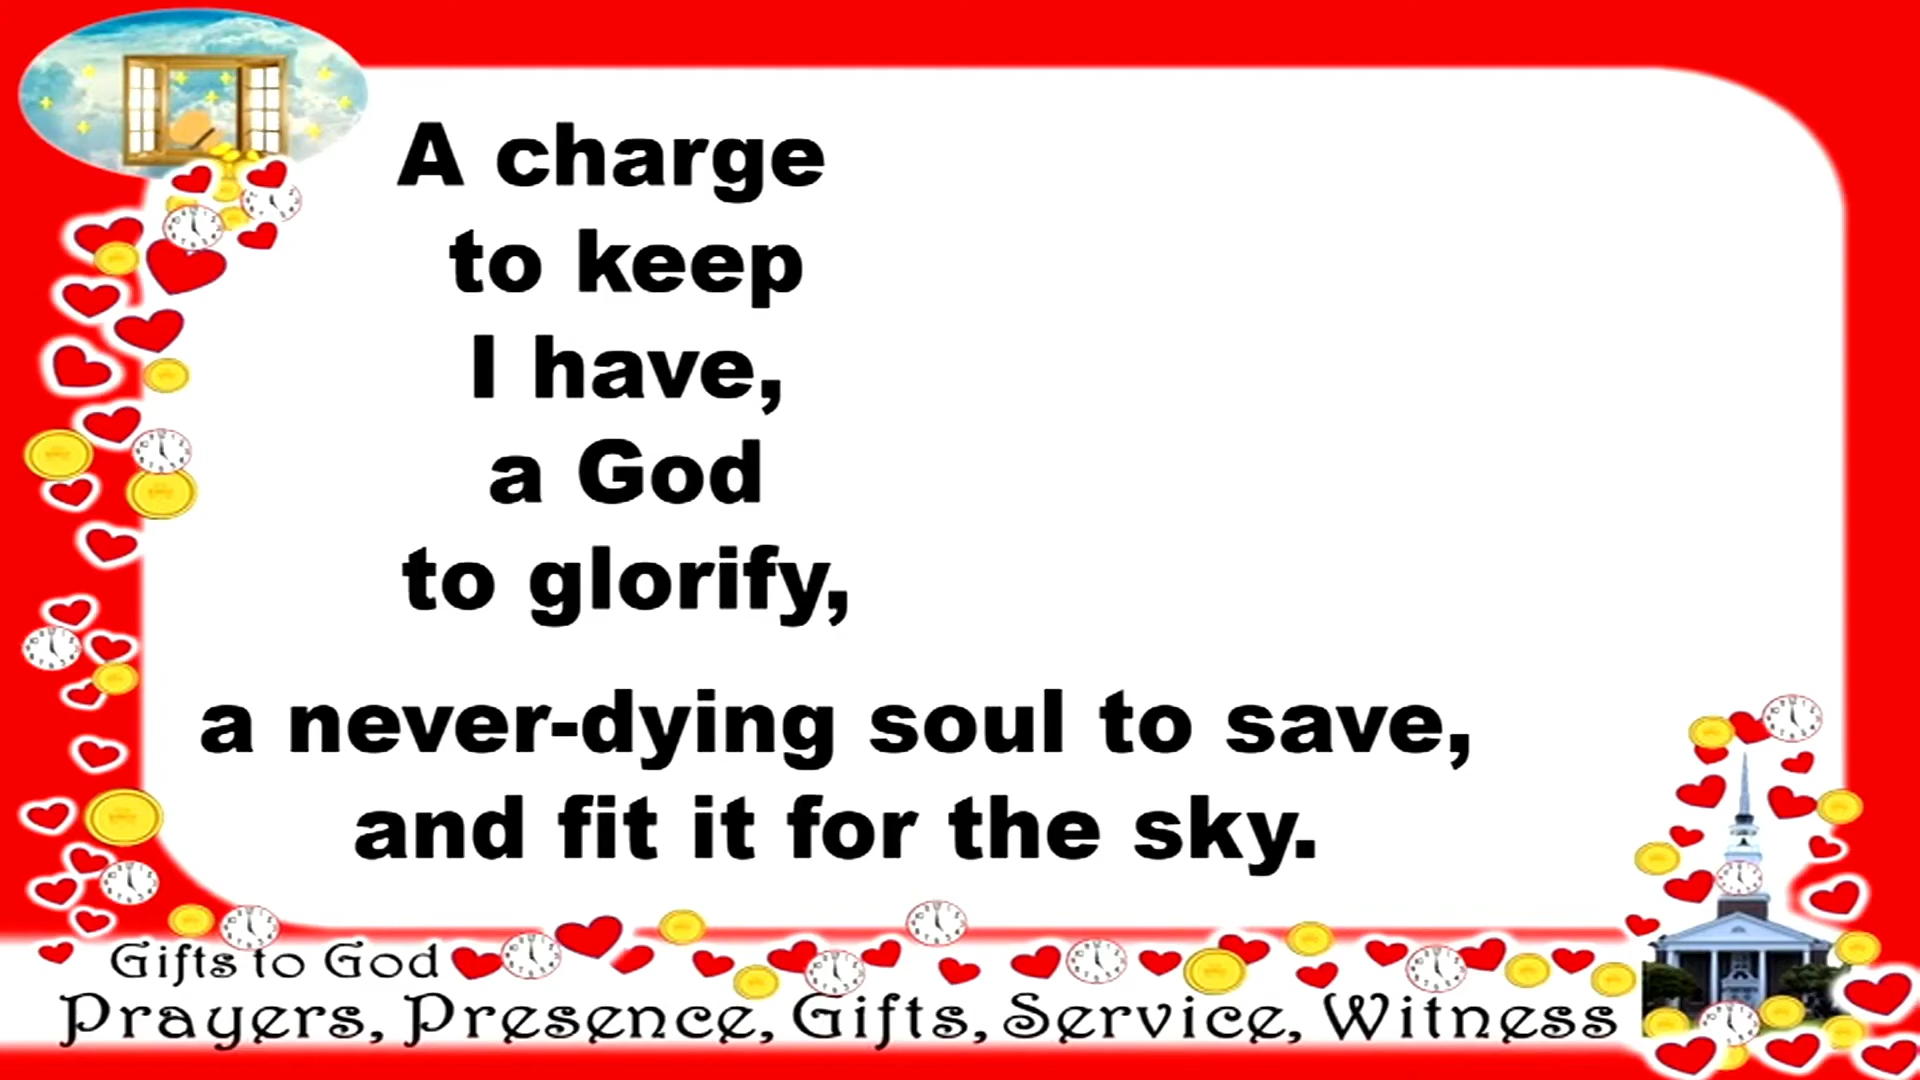 A charge
to keep
I have,
a God
to glorify,
a never-dying soul to save,
and fit it for the sky.
Gifts to God
Prayers, Presence, Gifts, Service, Witness